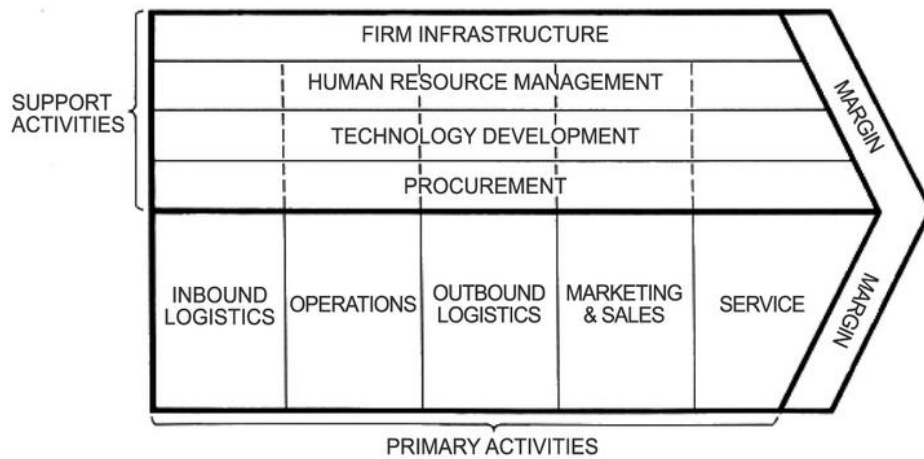 FIRM INFRASTRUCTURE
HUMAN RESOURCE MANAGEMENT
SUPPORT
ACTIVITIES
TECHNOLOGY DEVELOPMENT
PROCUREMENT
MARGIN
INBOUND
LOGISTICS
OPERATIONS
OUTBOUND
LOGISTICS
MARKETING
& SALES
SERVICE
MARGIN
PRIMARY ACTIVITIES